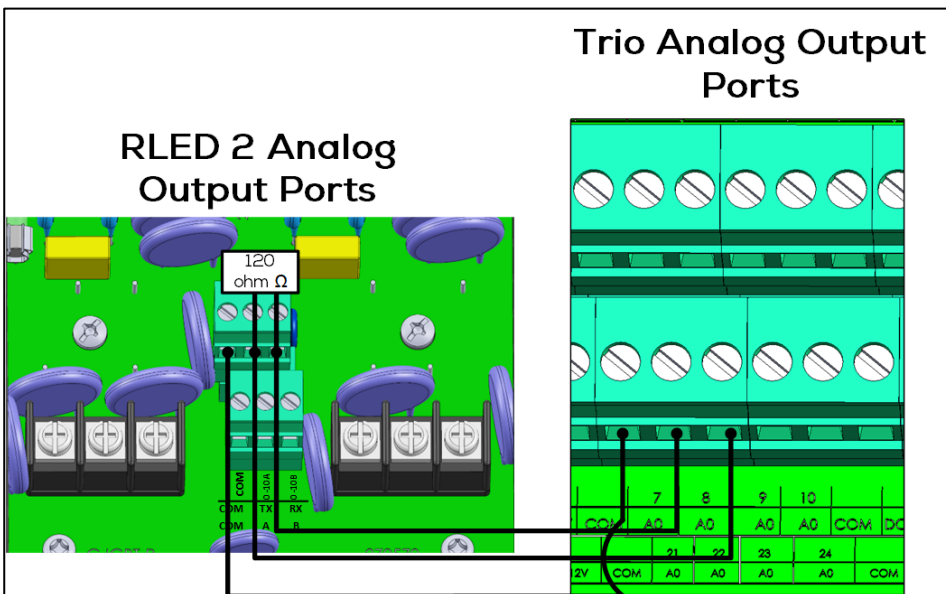 Trio Analog Output
Ports
RLED 2 Analog
Output Ports
120
ohm Ω
COM 0-10A 0-10B
COM TX RX
COM A B
7 8 9 10
COM A0 A0 A0 A0 COM DC
21 22 23 24
12V COM A0 A0 A0 A0 COM